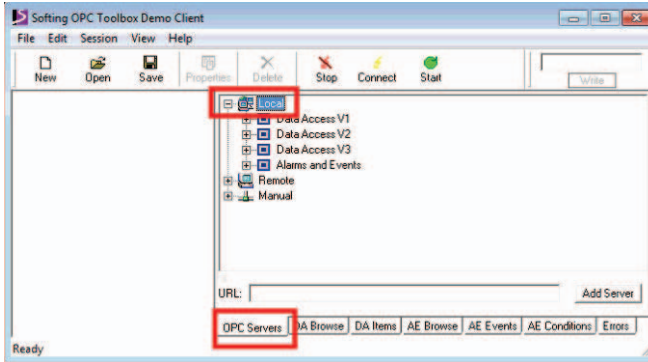 Softing OPC Toolbox Demo Client
File Edit Session View Help
New Open Save Properties Delete Stop Connect Start Write
Local
Data Access V1
Data Access V2
Data Access V3
Alarms and Events
Remote
Manual
URL: Add Server
OPC Servers DA Browse DA Items AE Browse AE Events AE Conditions Errors
Ready